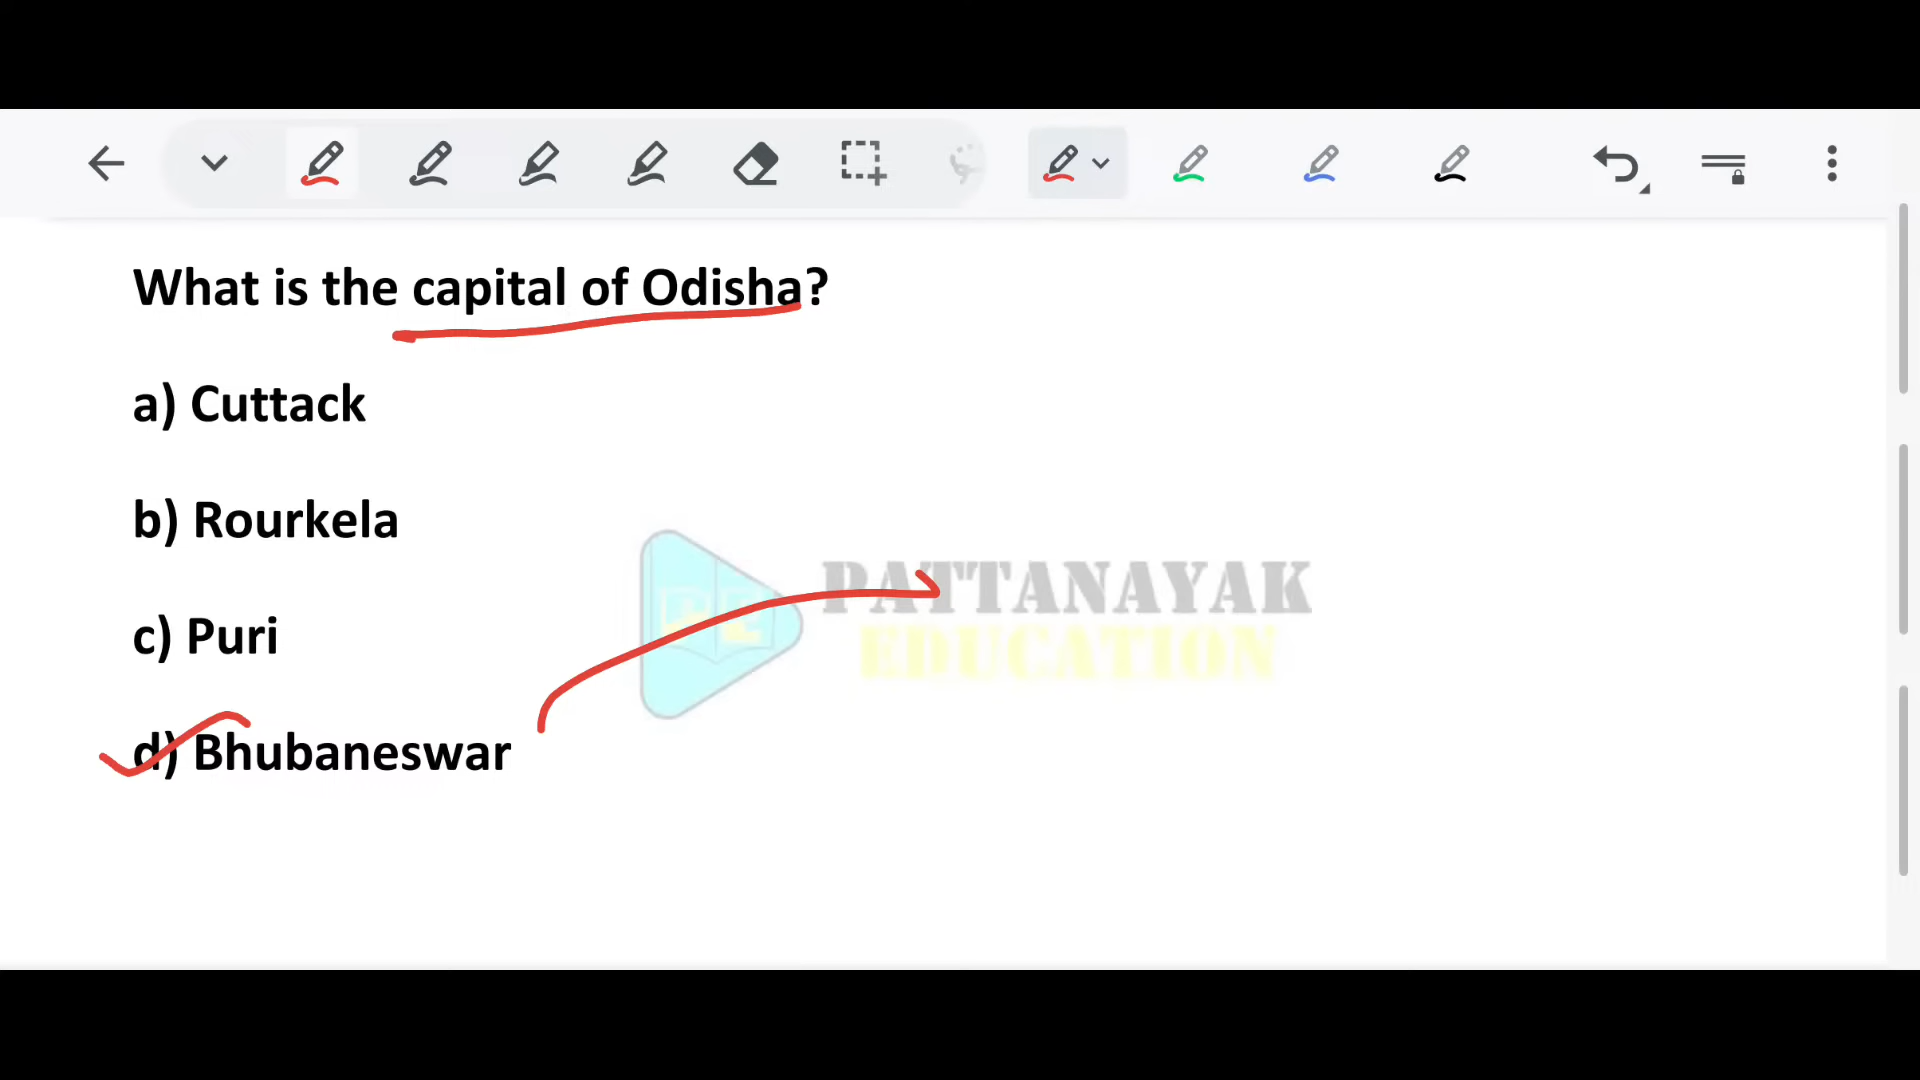 What is the capital of Odisha?
a) Cuttack
b) Rourkela
c) Puri
d) Bhubaneswar
PATTANAYAK
EDUCATION